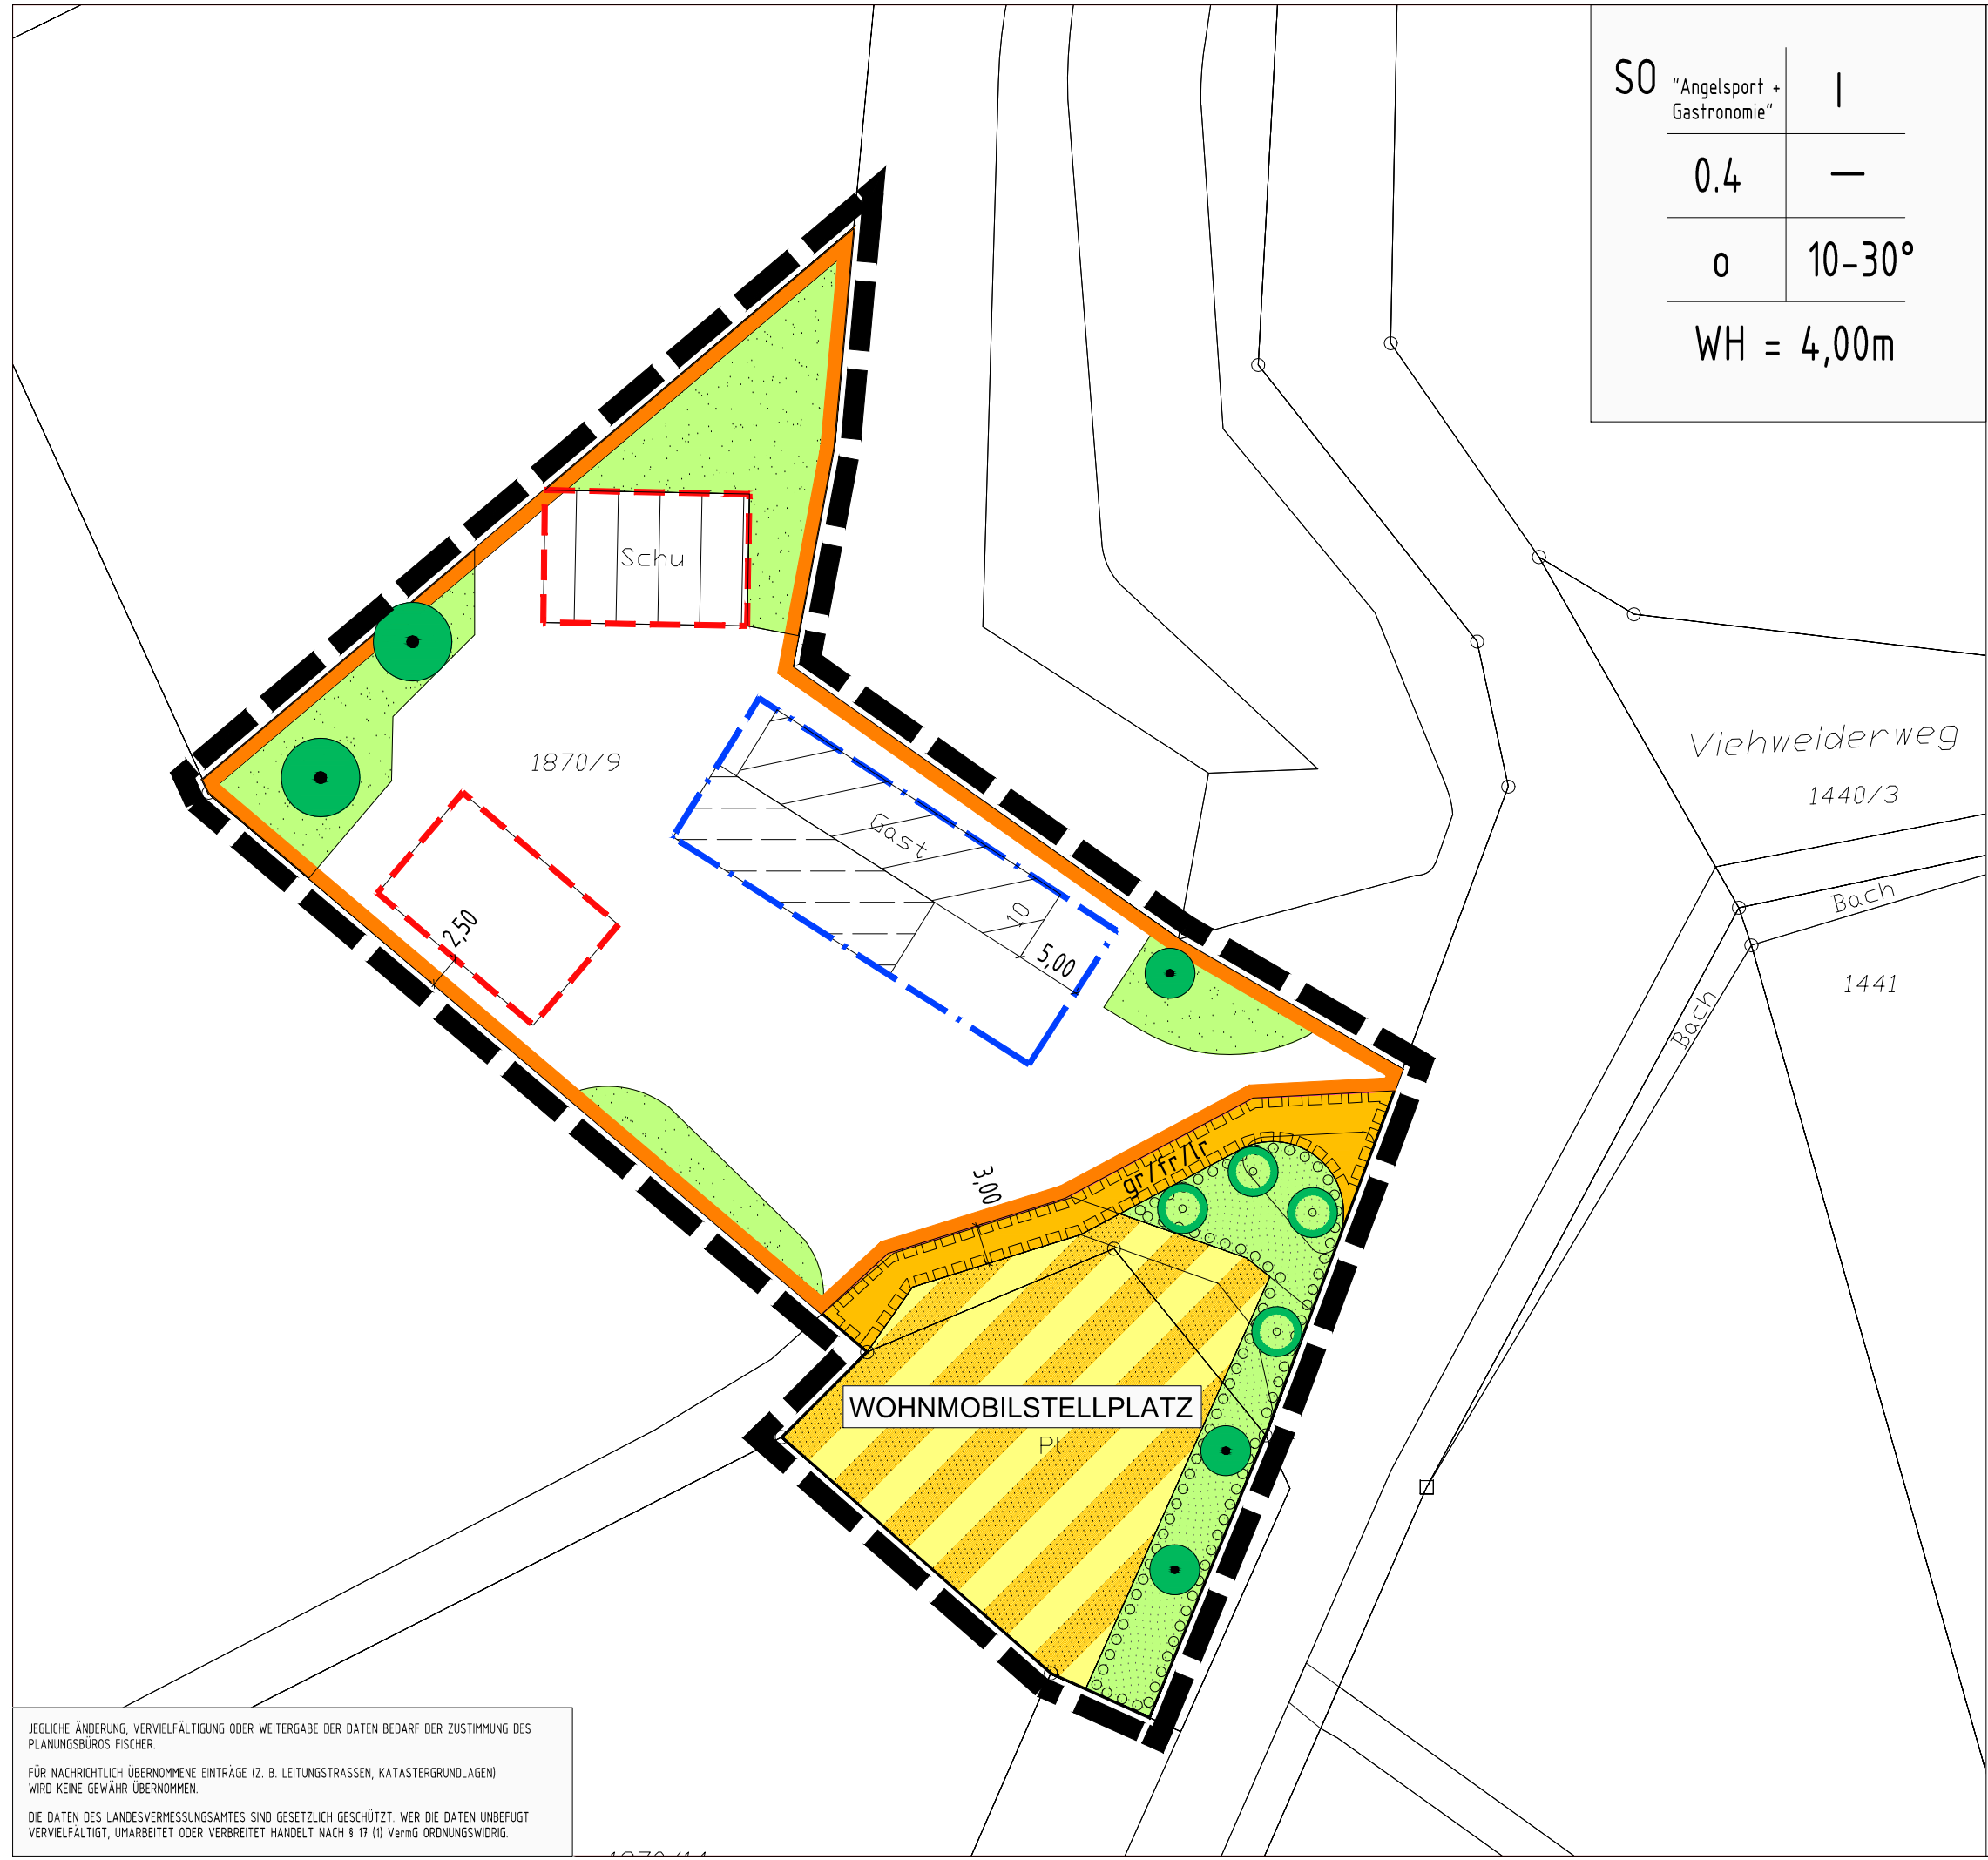 SO "Angelsport +
Gastronomie" I
0.4 –
o 10-30°
WH = 4,00m
Schu
1870/9
Gast
10
5,00
2,50
3,00
gr/fr/lr
Viehweiderweg
1440/3
Bach
Bach
1441
WOHNMOBILSTELLPLATZ
Pl
JEGLICHE ÄNDERUNG, VERVIELFÄLTIGUNG ODER WEITERGABE DER DATEN BEDARF DER ZUSTIMMUNG DES
PLANUNGSBÜROS FISCHER.
FÜR NACHRICHTLICH ÜBERNOMMENE EINTRÄGE (Z. B. LEITUNGSTRASSEN, KATASTERGRUNDLAGEN)
WIRD KEINE GEWÄHR ÜBERNOMMEN.
DIE DATEN DES LANDESVERMESSUNGSAMTES SIND GESETZLICH GESCHÜTZT. WER DIE DATEN UNBEFUGT
VERVIELFÄLTIGT, UMARBEITET ODER VERBREITET HANDELT NACH § 17 (1) VermG ORDNUNGSWIDRIG.